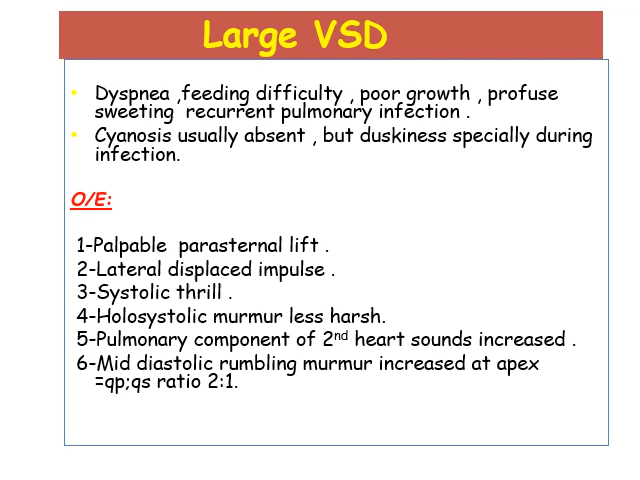 Large VSD
• Dyspnea ,feeding difficulty , poor growth , profuse
sweeting  recurrent pulmonary infection .
• Cyanosis usually absent , but duskiness specially during
infection.
O/E:
1-Palpable  parasternal lift .
2-Lateral displaced impulse .
3-Systolic thrill .
4-Holosystolic murmur less harsh.
5-Pulmonary component of 2nd heart sounds increased .
6-Mid diastolic rumbling murmur increased at apex
=qp;qs ratio 2:1.